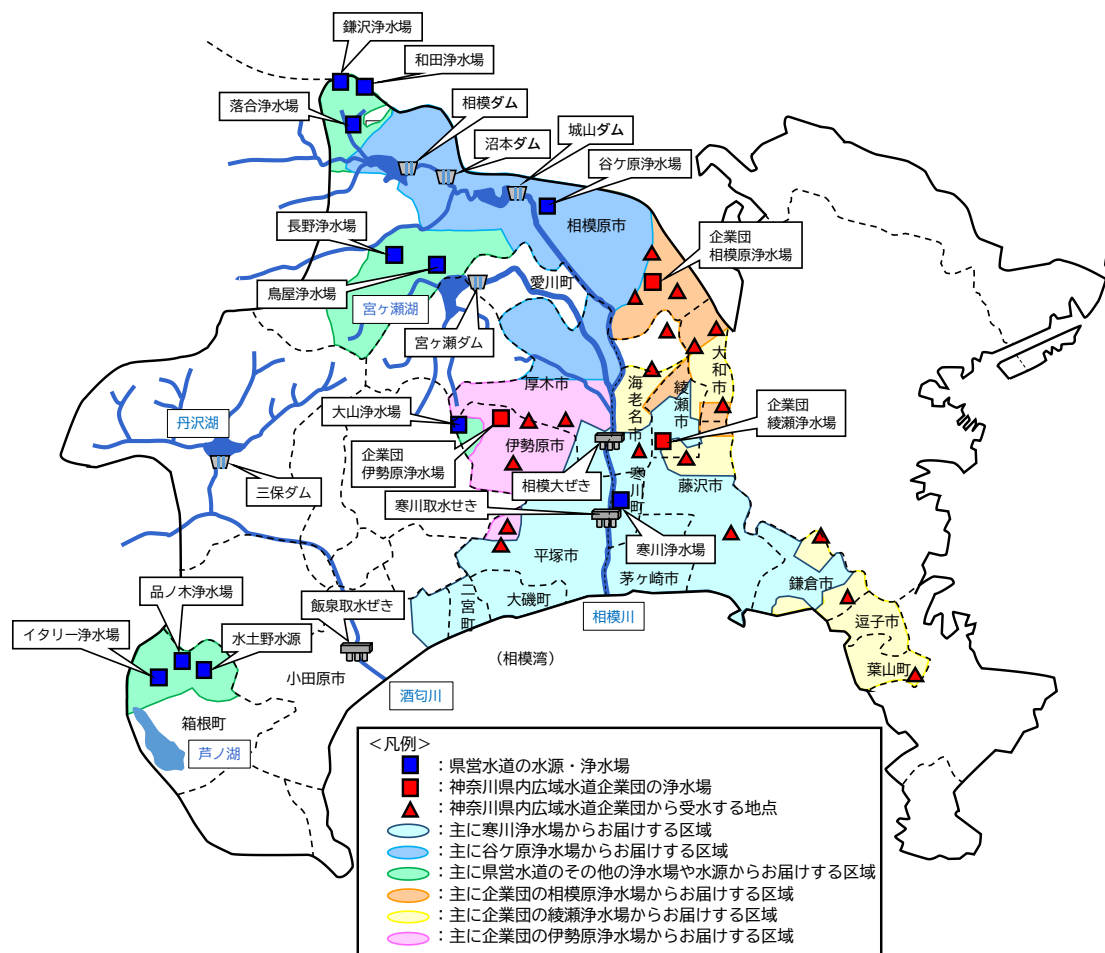 鎌沢浄水場
和田浄水場
落合浄水場
相模ダム
沼本ダム
城山ダム
谷ケ原浄水場
相模原市
長野浄水場
鳥屋浄水場
企業団
相模原浄水場
愛川町
宮ヶ瀬湖
宮ヶ瀬ダム
大和市
厚木市
海老名市
綾瀬市
大山浄水場
企業団
綾瀬浄水場
丹沢湖
伊勢原市
企業団
伊勢原浄水場
三保ダム
相模大ぜき
寒川町
藤沢市
寒川取水せき
寒川浄水場
平塚市
茅ヶ崎市
鎌倉市
品ノ木浄水場
二宮町
大磯町
飯泉取水ぜき
相模川
逗子市
イタリー浄水場
水土野水源
(相模湾)
葉山町
小田原市
酒匂川
箱根町
芦ノ湖
<凡例>
:県営水道の水源・浄水場
:神奈川県内広域水道企業団の浄水場
:神奈川県内広域水道企業団から受水する地点
:主に寒川浄水場からお届けする区域
:主に谷ケ原浄水場からお届けする区域
:主に県営水道のその他の浄水場や水源からお届けする区域
:主に企業団の相模原浄水場からお届けする区域
:主に企業団の綾瀬浄水場からお届けする区域
:主に企業団の伊勢原浄水場からお届けする区域